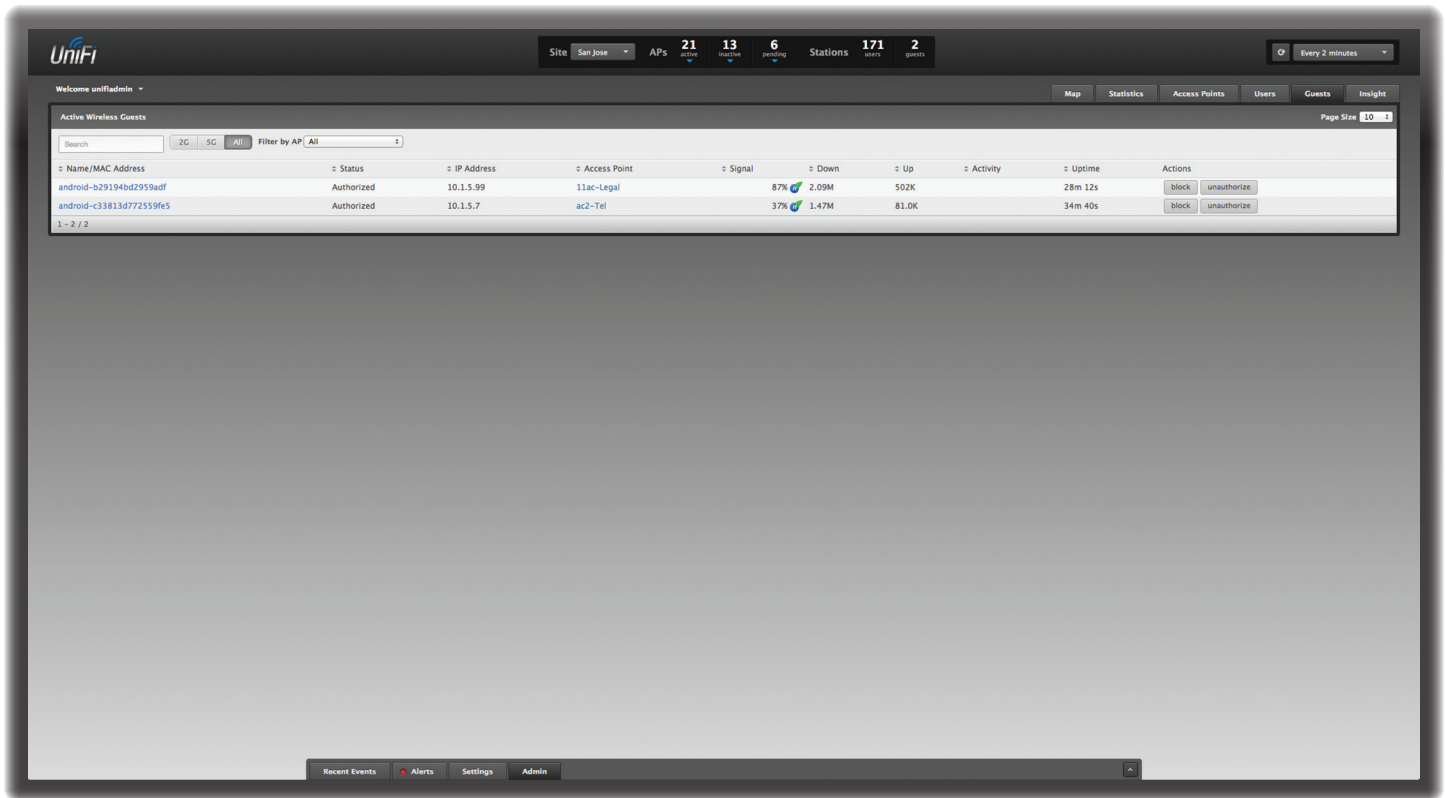 UniFi
Site San Jose APs 21 active 13 inactive 6 pending Stations 171 users 2 guests
Every 2 minutes
Welcome unifiadmin
Map Statistics Access Points Users Guests Insight
Active Wireless Guests Page Size 10
Search 2G 5G All Filter by AP All
Name/MAC Address Status IP Address Access Point Signal Down Up Activity Uptime Actions
android-b29194bd2959adf Authorized 10.1.5.99 11ac-Legal 87% n 2.09M 502K 28m 12s block unauthorize
android-c33813d772559fe5 Authorized 10.1.5.7 ac2-Tel 37% n 1.47M 81.0K 34m 40s block unauthorize
1 - 2 / 2
Recent Events Alerts Settings Admin